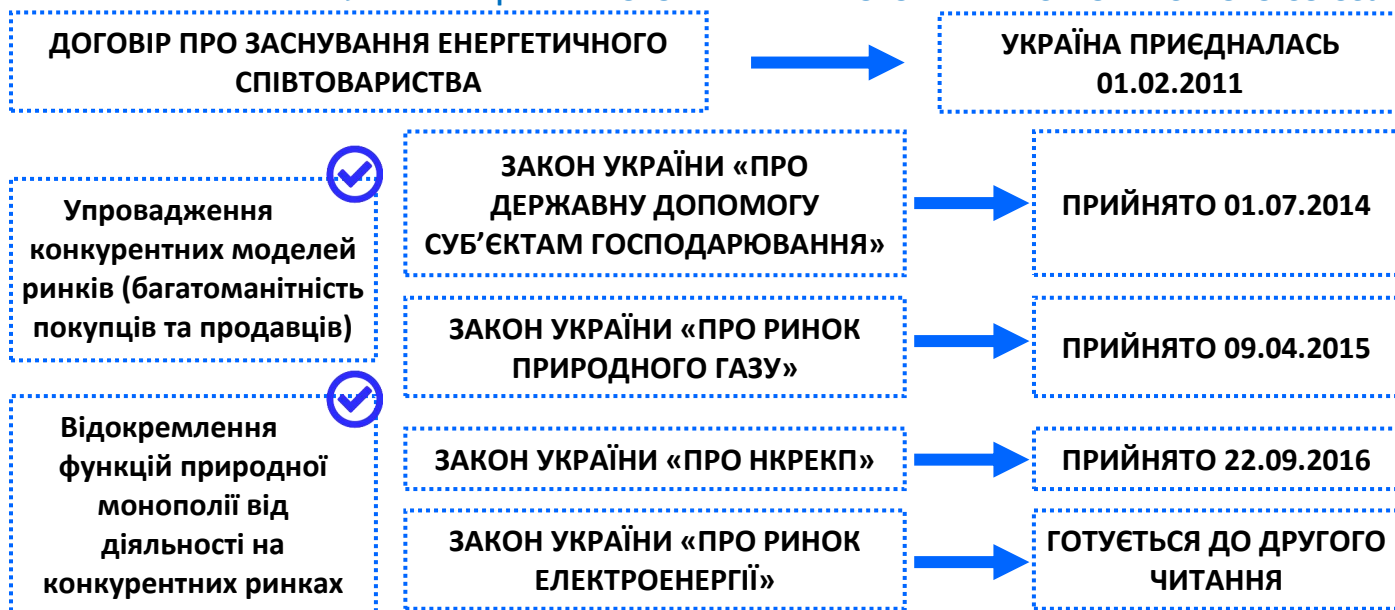 ДОГОВІР ПРО ЗАСНУВАННЯ ЕНЕРГЕТИЧНОГО
СПІВТОВАРИСТВА
УКРАЇНА ПРИЄДНАЛАСЬ
01.02.2011
Упровадження
конкурентних моделей
ринків (багатоманітність
покупців та продавців)
Відокремлення
функцій природної
монополії від
діяльності на
конкурентних ринках
ЗАКОН УКРАЇНИ «ПРО
ДЕРЖАВНУ ДОПОМОГУ
СУБ’ЄКТАМ ГОСПОДАРЮВАННЯ»
ПРИЙНЯТО 01.07.2014
ЗАКОН УКРАЇНИ «ПРО РИНОК
ПРИРОДНОГО ГАЗУ»
ПРИЙНЯТО 09.04.2015
ЗАКОН УКРАЇНИ «ПРО НКРЕКП»
ПРИЙНЯТО 22.09.2016
ЗАКОН УКРАЇНИ «ПРО РИНОК
ЕЛЕКТРОЕНЕРГІЇ»
ГОТУЄТЬСЯ ДО ДРУГОГО
ЧИТАННЯ